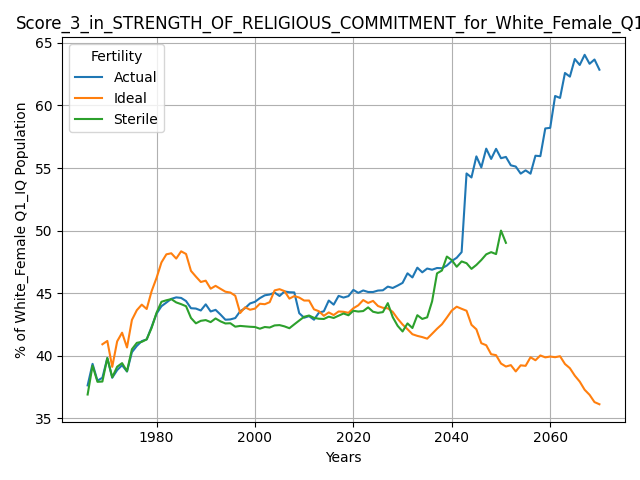 Score_3_in_STRENGTH_OF_RELIGIOUS_COMMITMENT_for_White_Female_Q1
65
60
55
50
45
40
35
% of White_Female Q1_IQ Population
Fertility
Actual
Ideal
Sterile
1980
2000
2020
2040
2060
Years